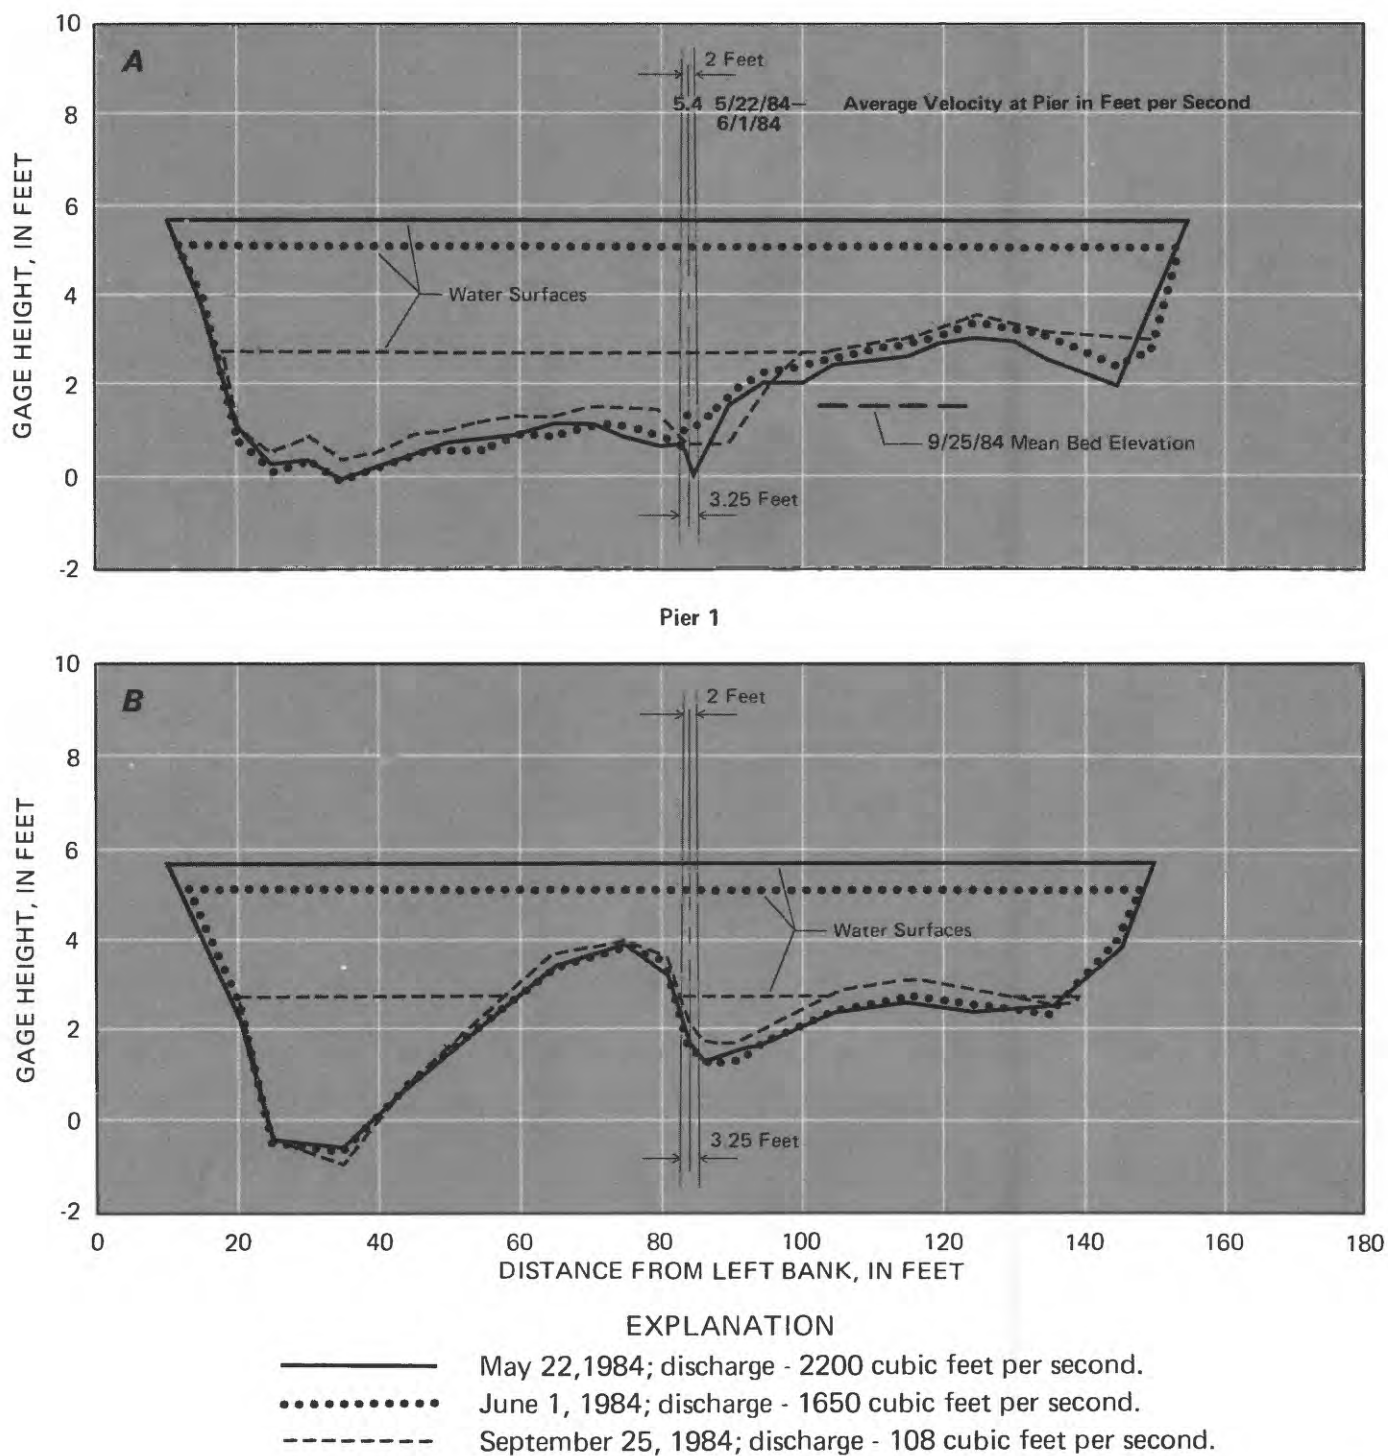 10
8
6
4
2
0
-2
GAGE HEIGHT, IN FEET
A
2 Feet
5.4 5/22/84– Average Velocity at Pier in Feet per Second
6/1/84
Water Surfaces
9/25/84 Mean Bed Elevation
3.25 Feet
Pier 1
10
8
6
4
2
0
-2
GAGE HEIGHT, IN FEET
B
2 Feet
Water Surfaces
3.25 Feet
0 20 40 60 80 100 120 140 160 180
DISTANCE FROM LEFT BANK, IN FEET
EXPLANATION
May 22,1984; discharge - 2200 cubic feet per second.
June 1, 1984; discharge - 1650 cubic feet per second.
September 25, 1984; discharge - 108 cubic feet per second.